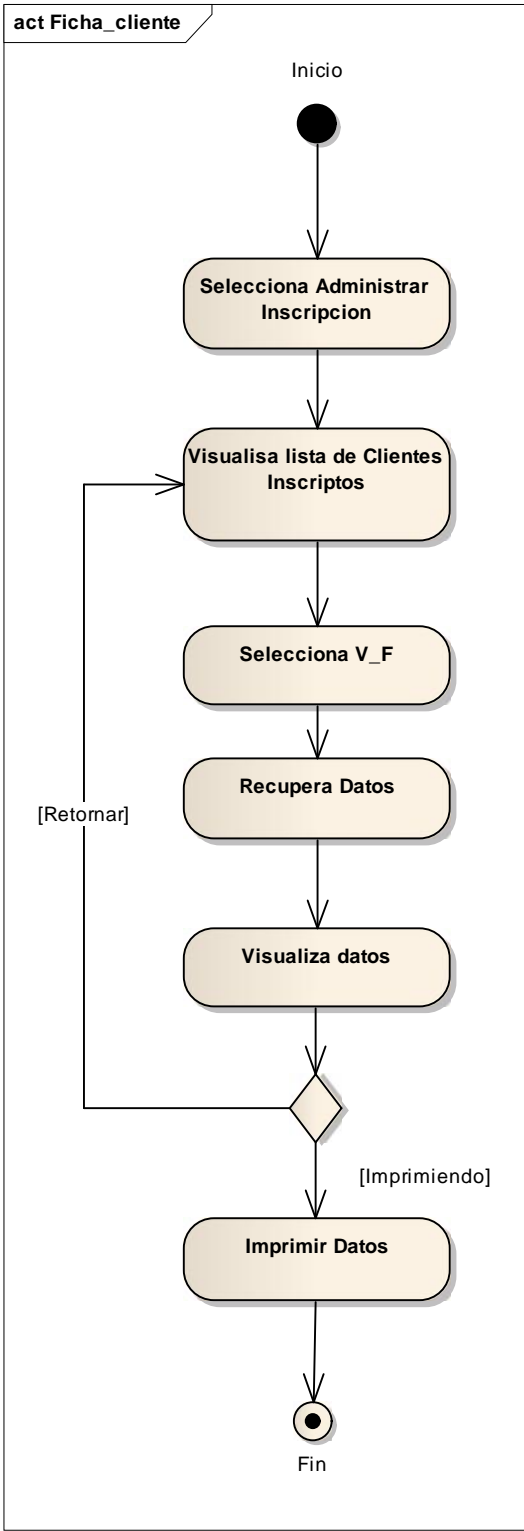 act Ficha_cliente
Inicio
Selecciona Administrar
Inscripcion
Visualisa lista de Clientes
Inscriptos
Selecciona V_F
Recupera Datos
[Retornar]
Visualiza datos
[Imprimiendo]
Imprimir Datos
Fin